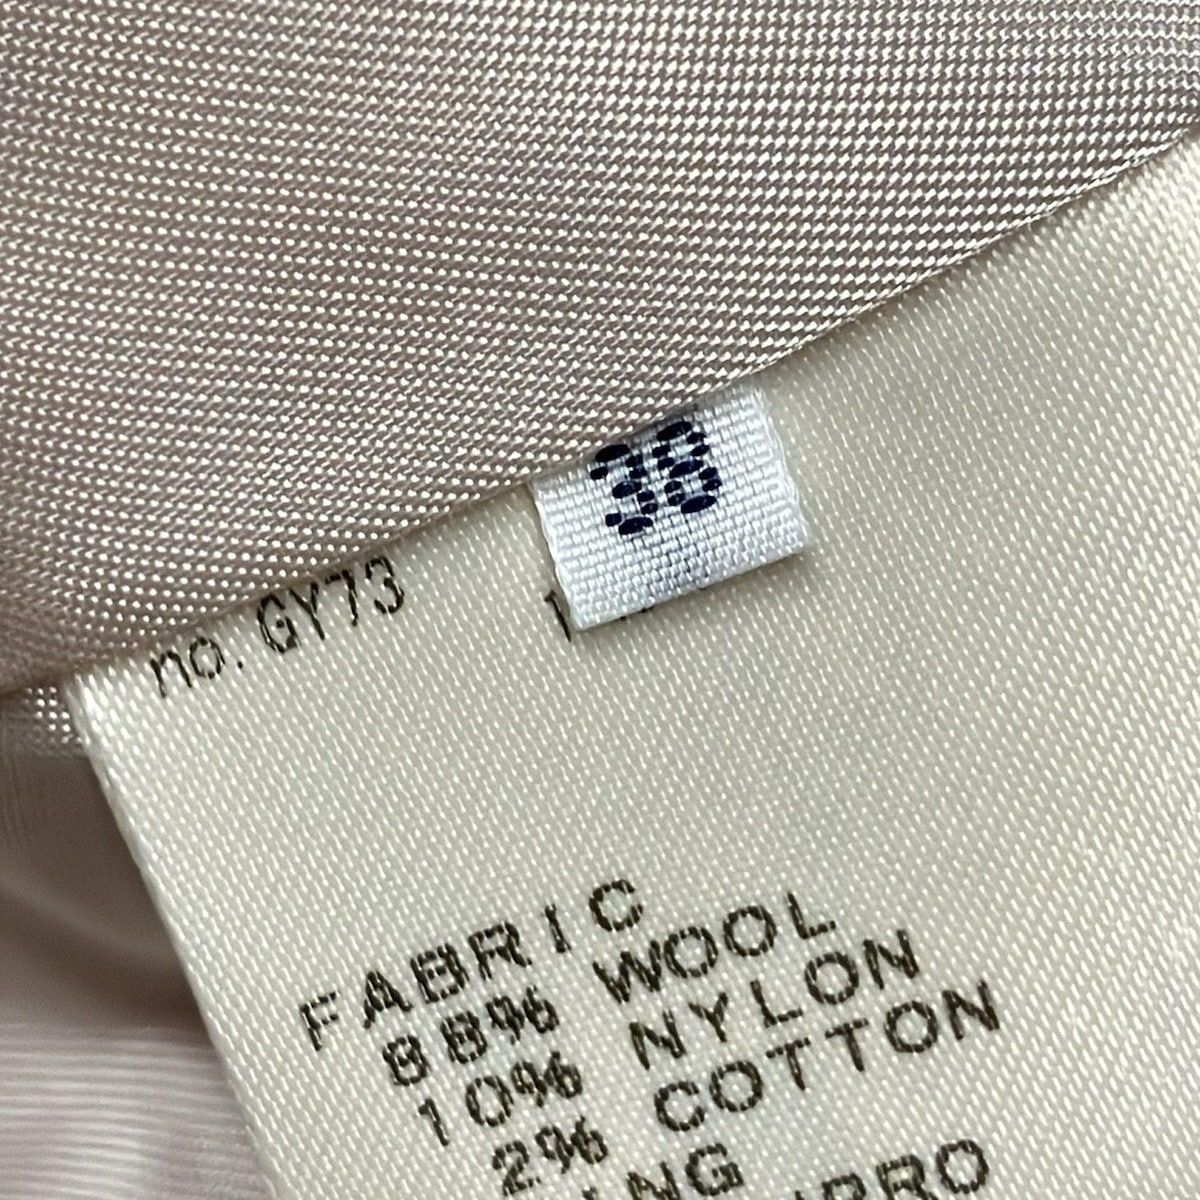 38
no. GY73
FABRIC
88% WOOL
10% NYLON
2% COTTON